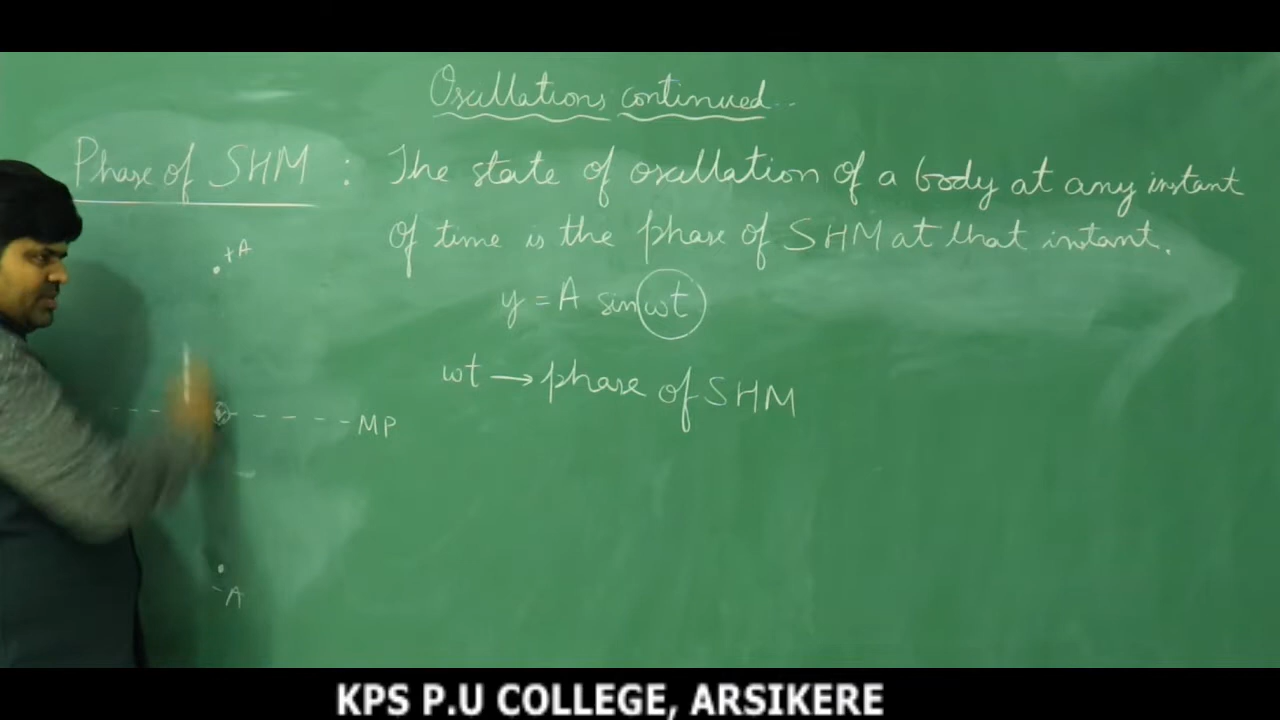 Oscillations continued..
Phase of SHM : The state of oscillation of a body at any instant
of time is the phase of SHM at that instant.
+A
y = A sin ωt
ωt → phase of SHM
MP
-A
KPS P.U COLLEGE, ARSIKERE